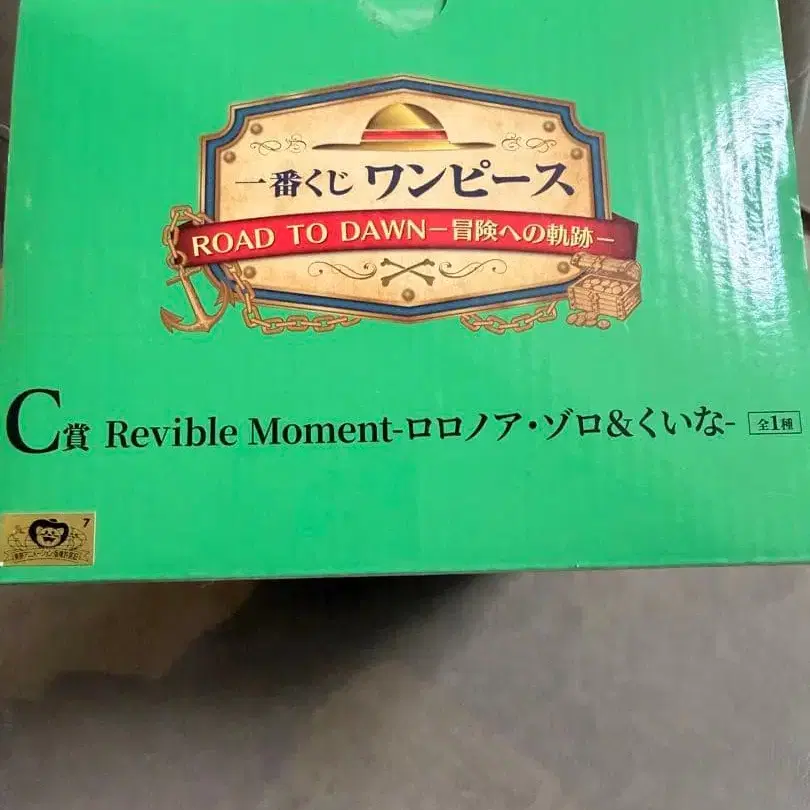 一番くじ ワンピース
ROAD TO DAWN－冒険への軌跡－
C賞 Revible Moment-ロロノア・ゾロ&くいな- 全1種
7